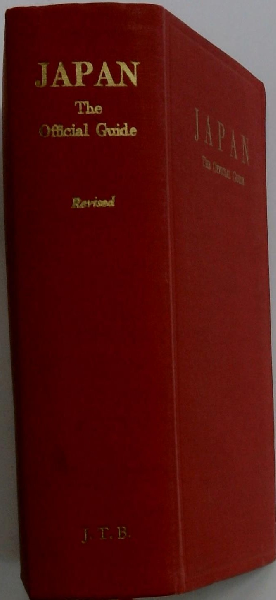 JAPAN
The
Official Guide
Revised
J. T. B.
JAPAN
The Official Guide